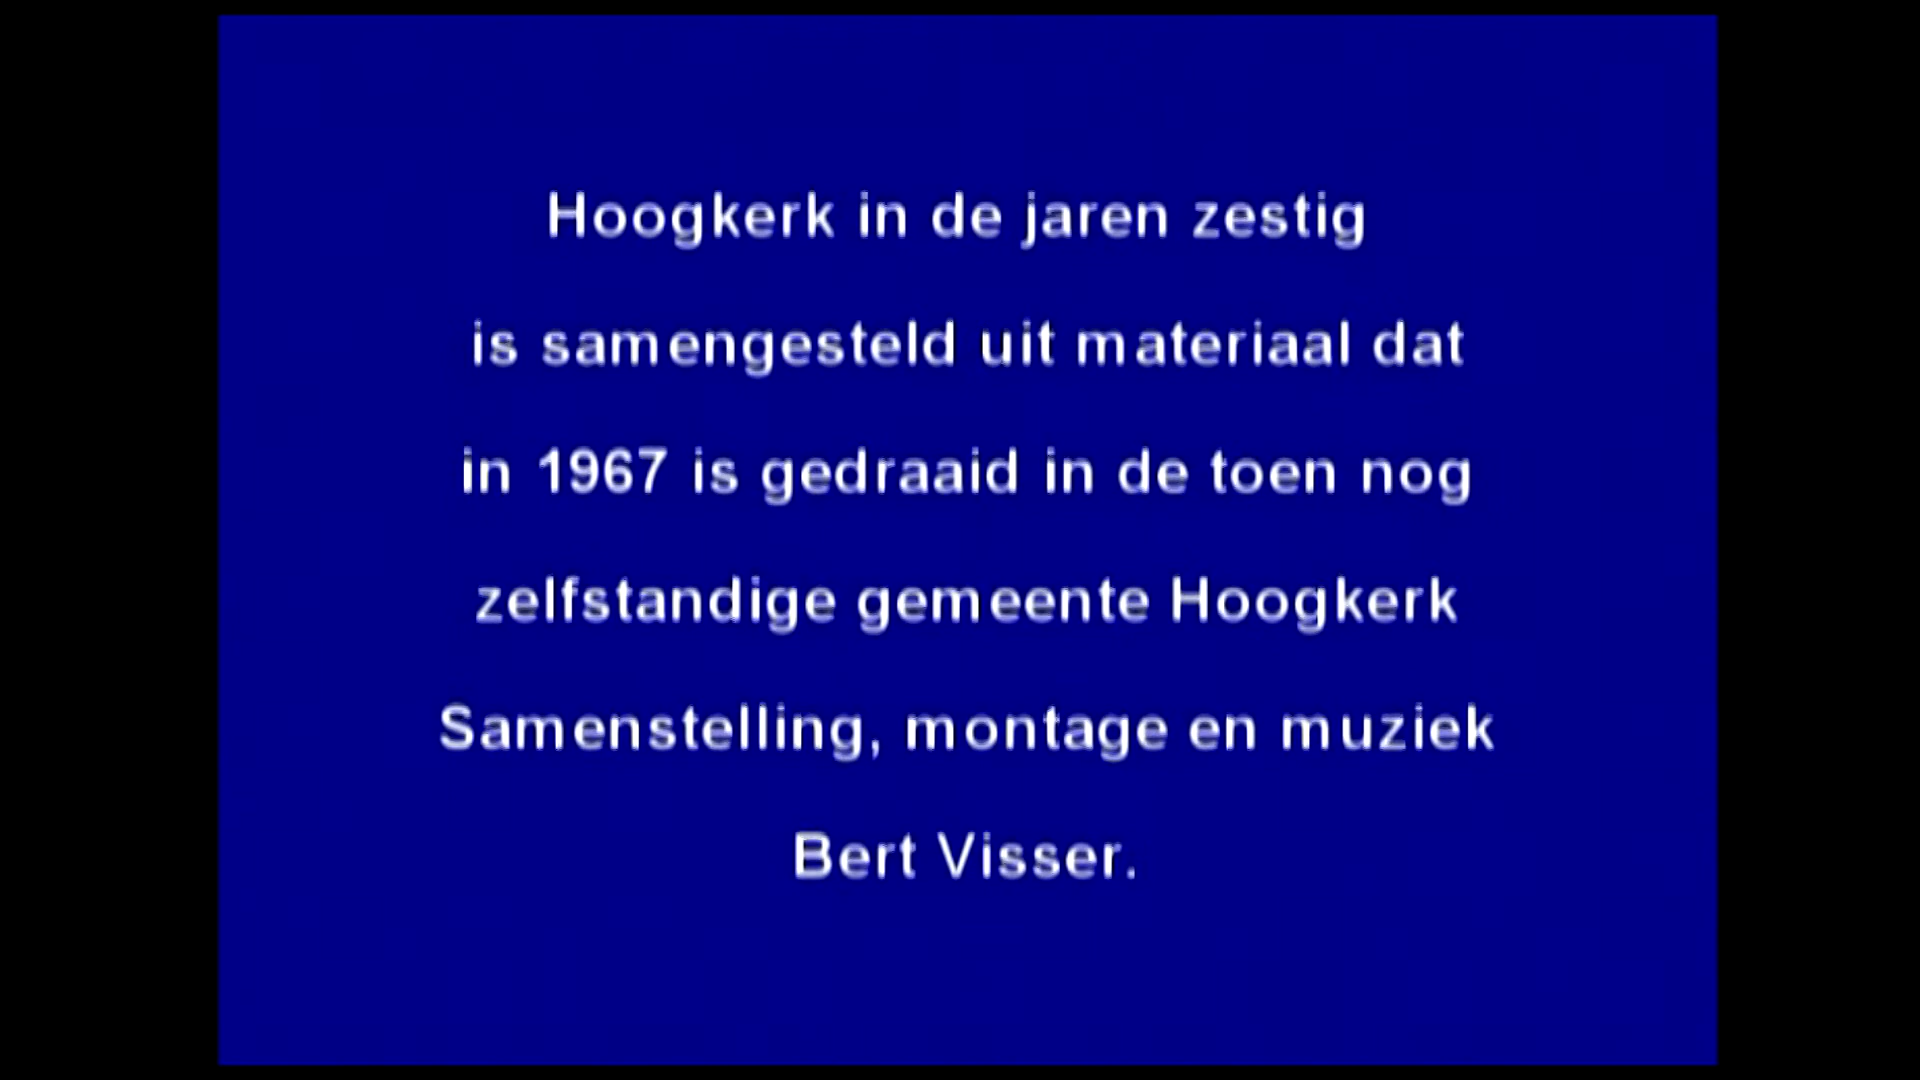 Hoogkerk in de jaren zestig
is samengesteld uit materiaal dat
in 1967 is gedraaid in de toen nog
zelfstandige gemeente Hoogkerk
Samenstelling, montage en muziek
Bert Visser.